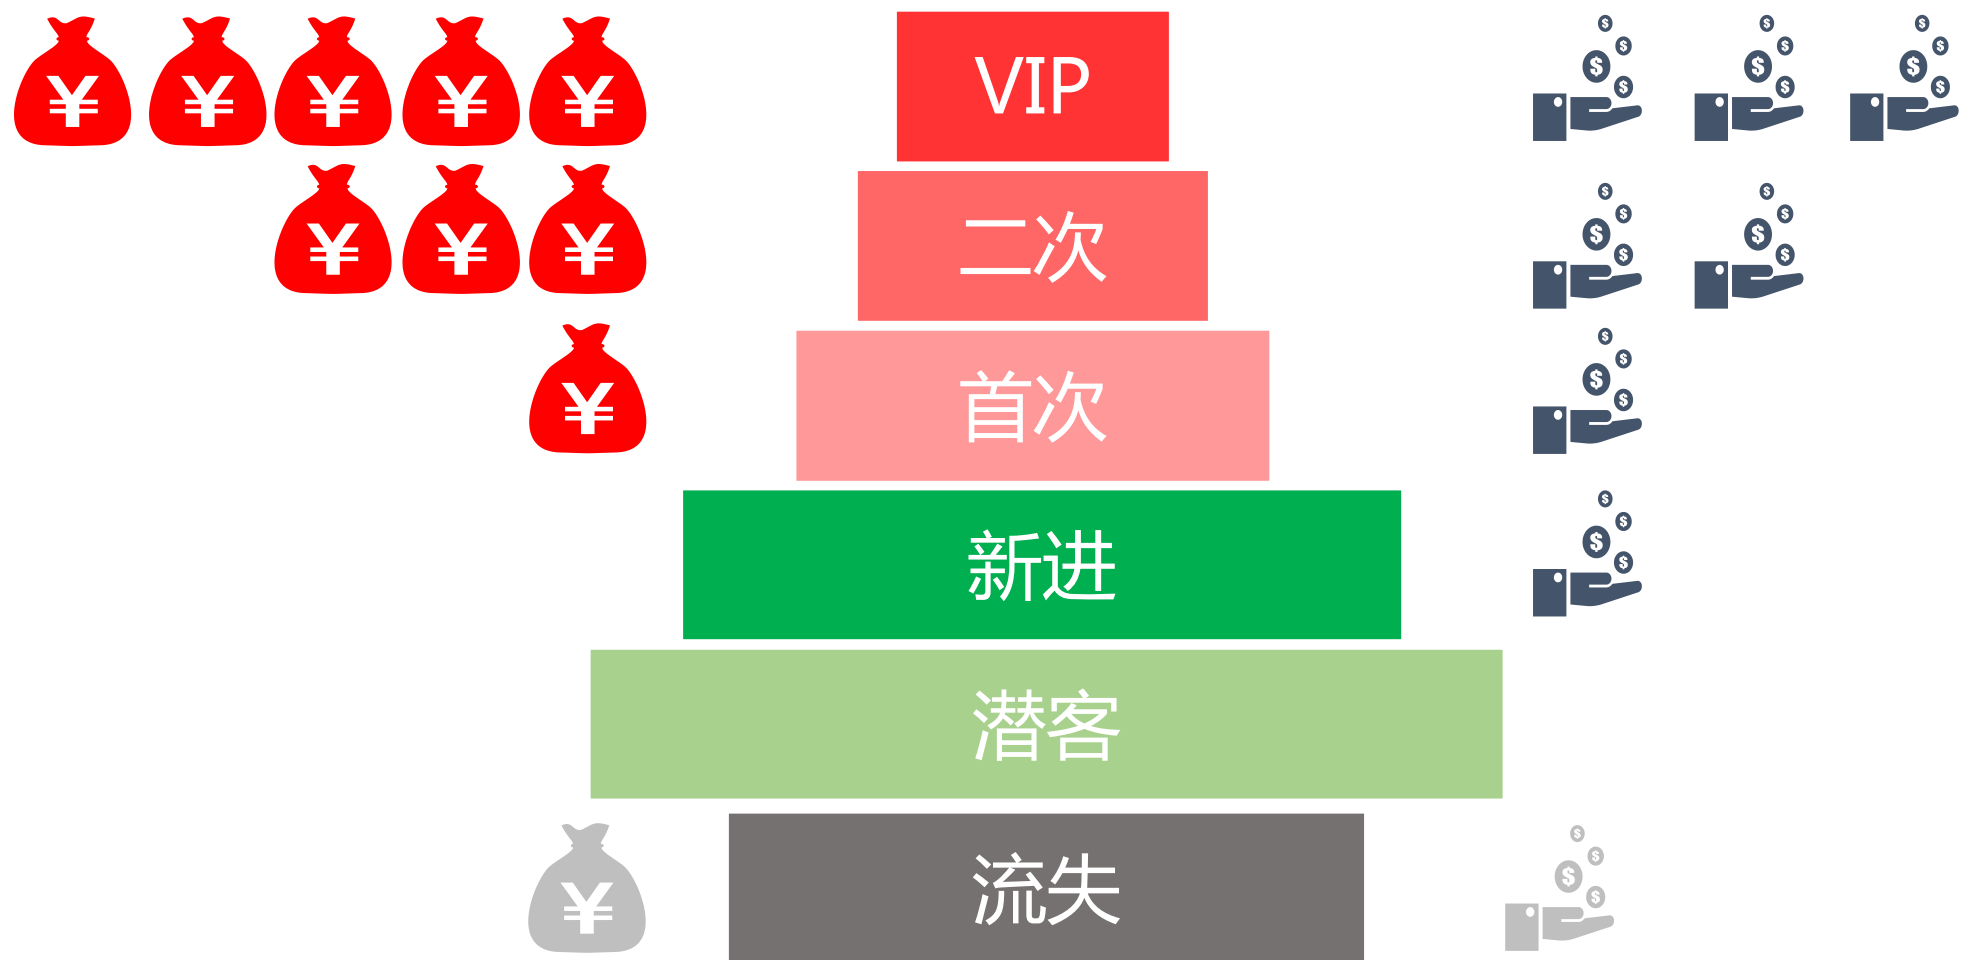 ¥ ¥ ¥ ¥ ¥ VIP $ $ $ $ $ $ $ $ $ $ $ $
¥ ¥ ¥ 二次 $ $ $ $ $ $ $ $
¥ 首次 $ $ $ $
新进 $ $ $ $
潜客
¥ 流失 $ $ $ $